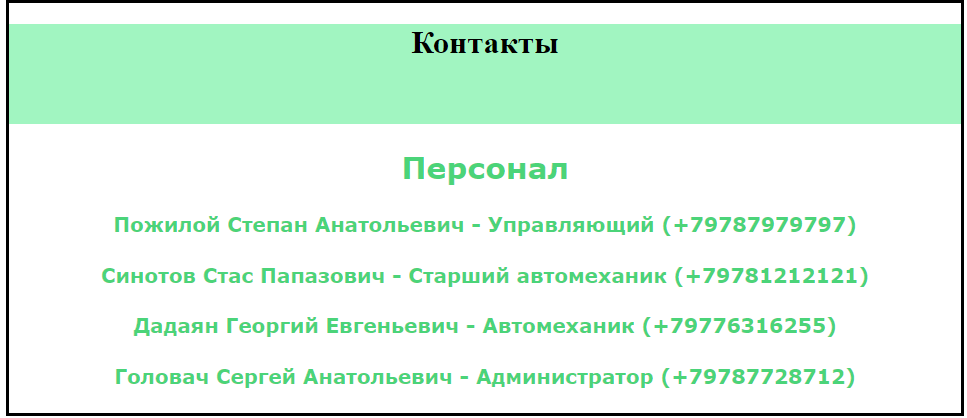 Контакты
Персонал
Пожилой Степан Анатольевич - Управляющий (+79787979797)
Синотов Стас Папазович - Старший автомеханик (+79781212121)
Дадаян Георгий Евгеньевич - Автомеханик (+79776316255)
Головач Сергей Анатольевич - Администратор (+79787728712)